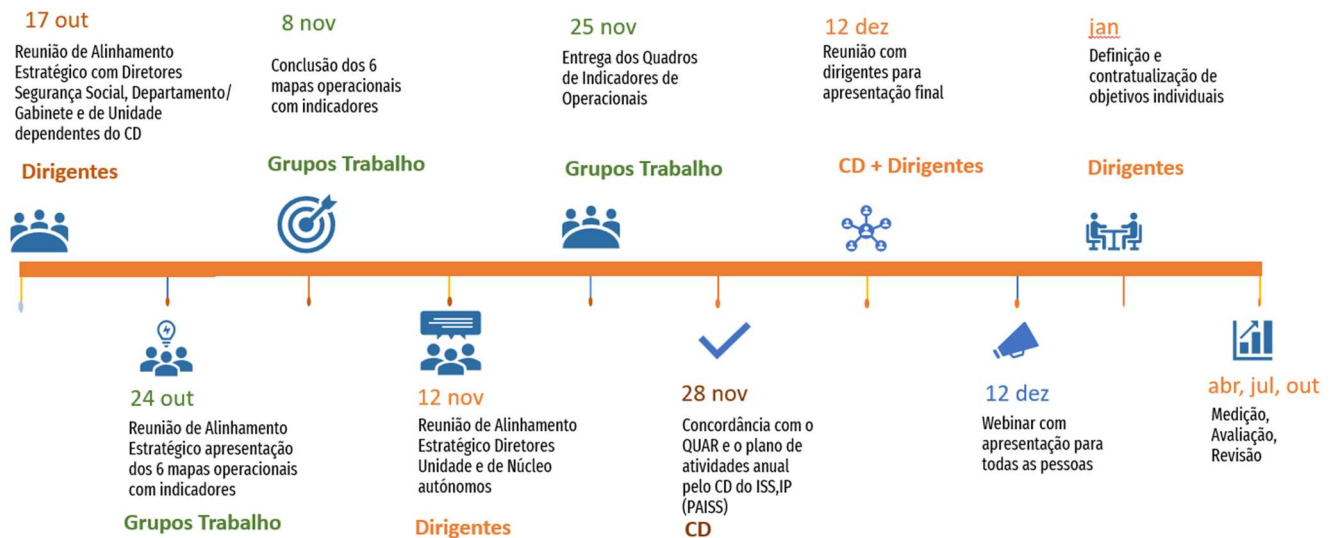 17 out
Reunião de Alinhamento
Estratégico com Diretores
Segurança Social, Departamento/
Gabinete e de Unidade
dependentes do CD
Dirigentes
8 nov
Conclusão dos 6
mapas operacionais
com indicadores
Grupos Trabalho
25 nov
Entrega dos Quadros
de Indicadores de
Operacionais
Grupos Trabalho
12 dez
Reunião com
dirigentes para
apresentação final
CD + Dirigentes
jan
Definição e
contratualização de
objetivos individuais
Dirigentes
24 out
Reunião de Alinhamento
Estratégico apresentação
dos 6 mapas operacionais
com indicadores
Grupos Trabalho
12 nov
Reunião de Alinhamento
Estratégico Diretores
Unidade e de Núcleo
autónomos
Dirigentes
28 nov
Concordância com o
QUAR e o plano de
atividades anual
pelo CD do ISS,IP
(PAISS)
CD
12 dez
Webinar com
apresentação para
todas as pessoas
abr, jul, out
Medição,
Avaliação,
Revisão